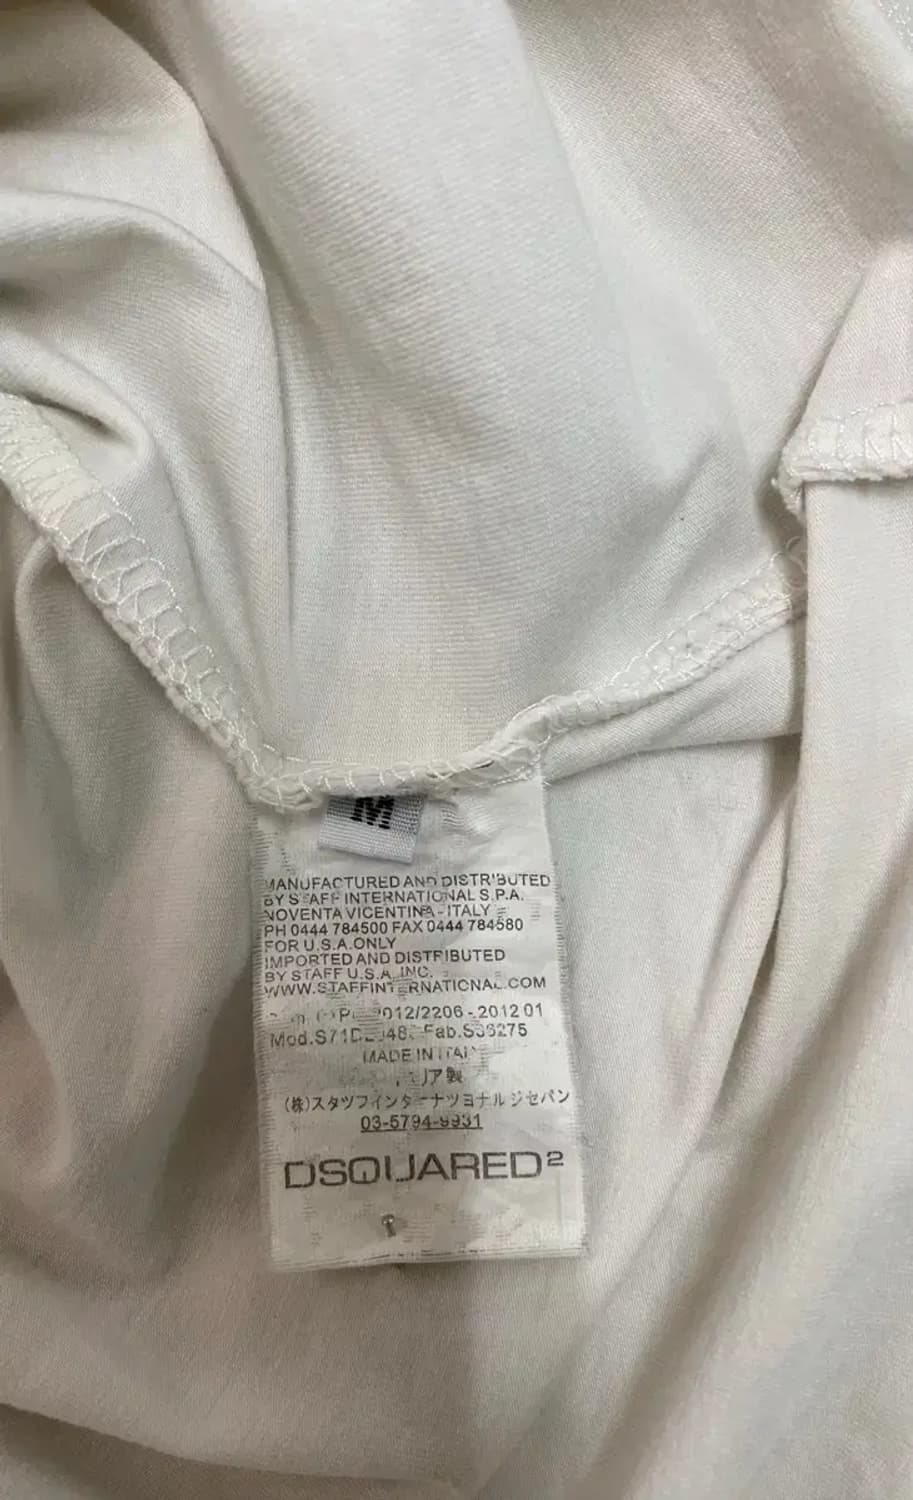 M
MANUFACTURED AND DISTRIBUTED
BY STAFF INTERNATIONAL S.P.A.
NOVENTA VICENTINA - ITALY
PH 0444 784500 FAX 0444 784580
FOR U.S.A. ONLY
IMPORTED AND DISTRIBUTED
BY STAFF U.S.A. INC.
WWW.STAFFINTERNATIONAL.COM
2012/2206 - 2012 01
MADE IN ITALY
(株)スタッフインターナショナルジャパン
03-5794-9931
DSQUARED2